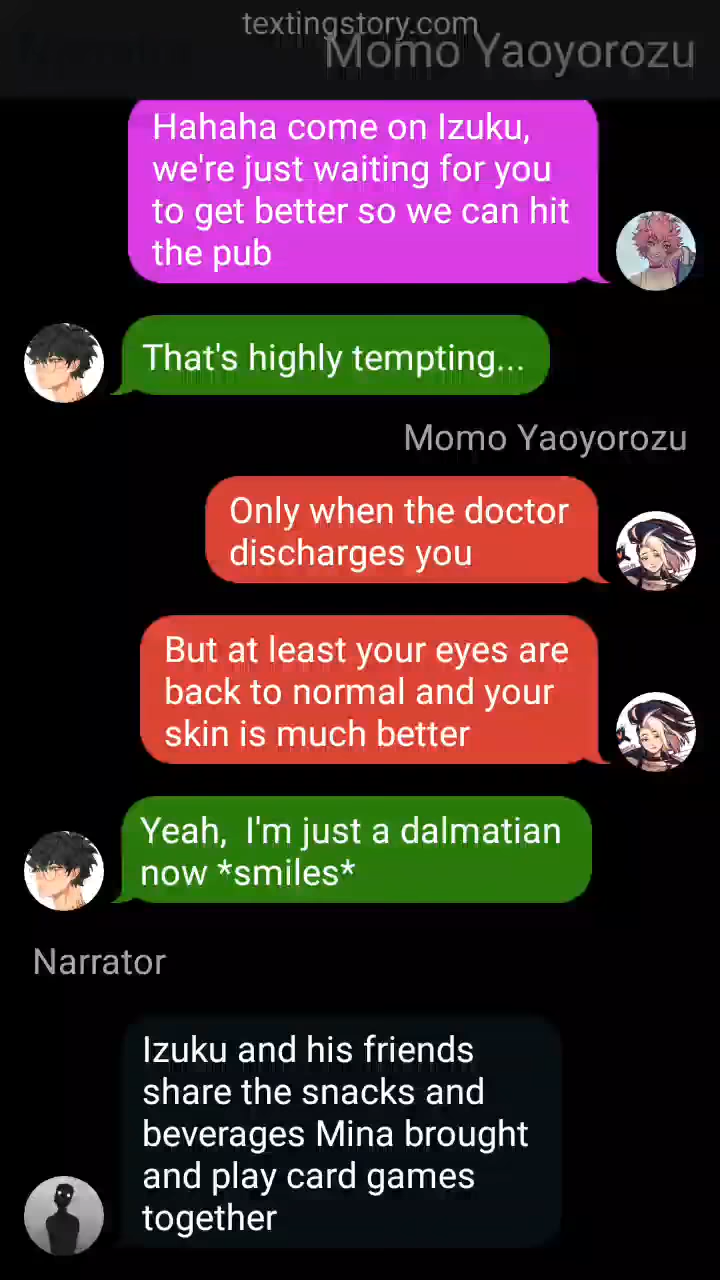 textingstory.com
Momo Yaoyorozu
Hahaha come on Izuku,
we're just waiting for you
to get better so we can hit
the pub
That's highly tempting...
Momo Yaoyorozu
Only when the doctor
discharges you
But at least your eyes are
back to normal and your
skin is much better
Yeah,  I'm just a dalmatian
now *smiles*
Narrator
Izuku and his friends
share the snacks and
beverages Mina brought
and play card games
together